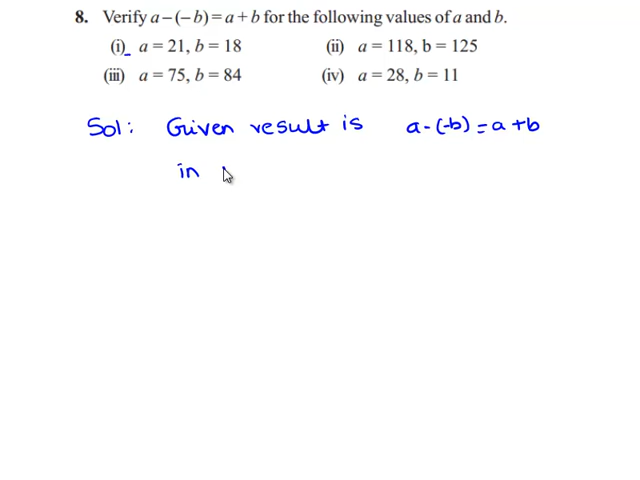 8. Verify a – (– b) = a + b for the following values of a and b.
(i) a = 21, b = 18 (ii) a = 118, b = 125
(iii) a = 75, b = 84 (iv) a = 28, b = 11
Sol: Given result is a - (-b) = a + b
in